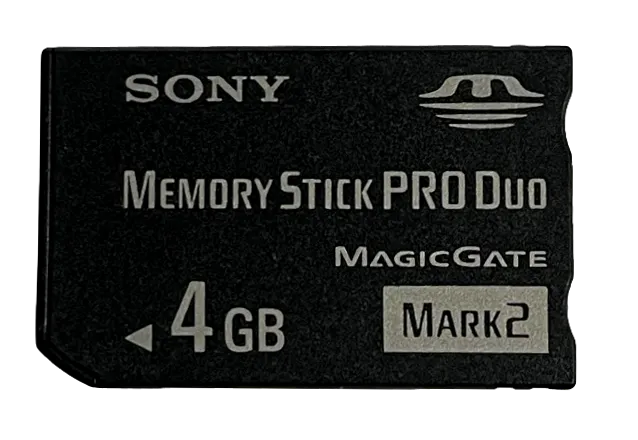 SONY
MEMORY STICK PRO DUO
MAGICGATE
4 GB
MARK2